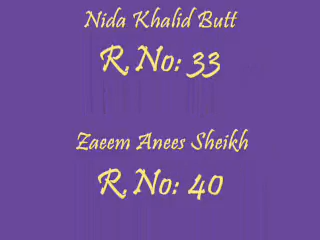 Nida Khalid Butt
R. No: 33
Zaeem Anees Sheikh
R. No: 40